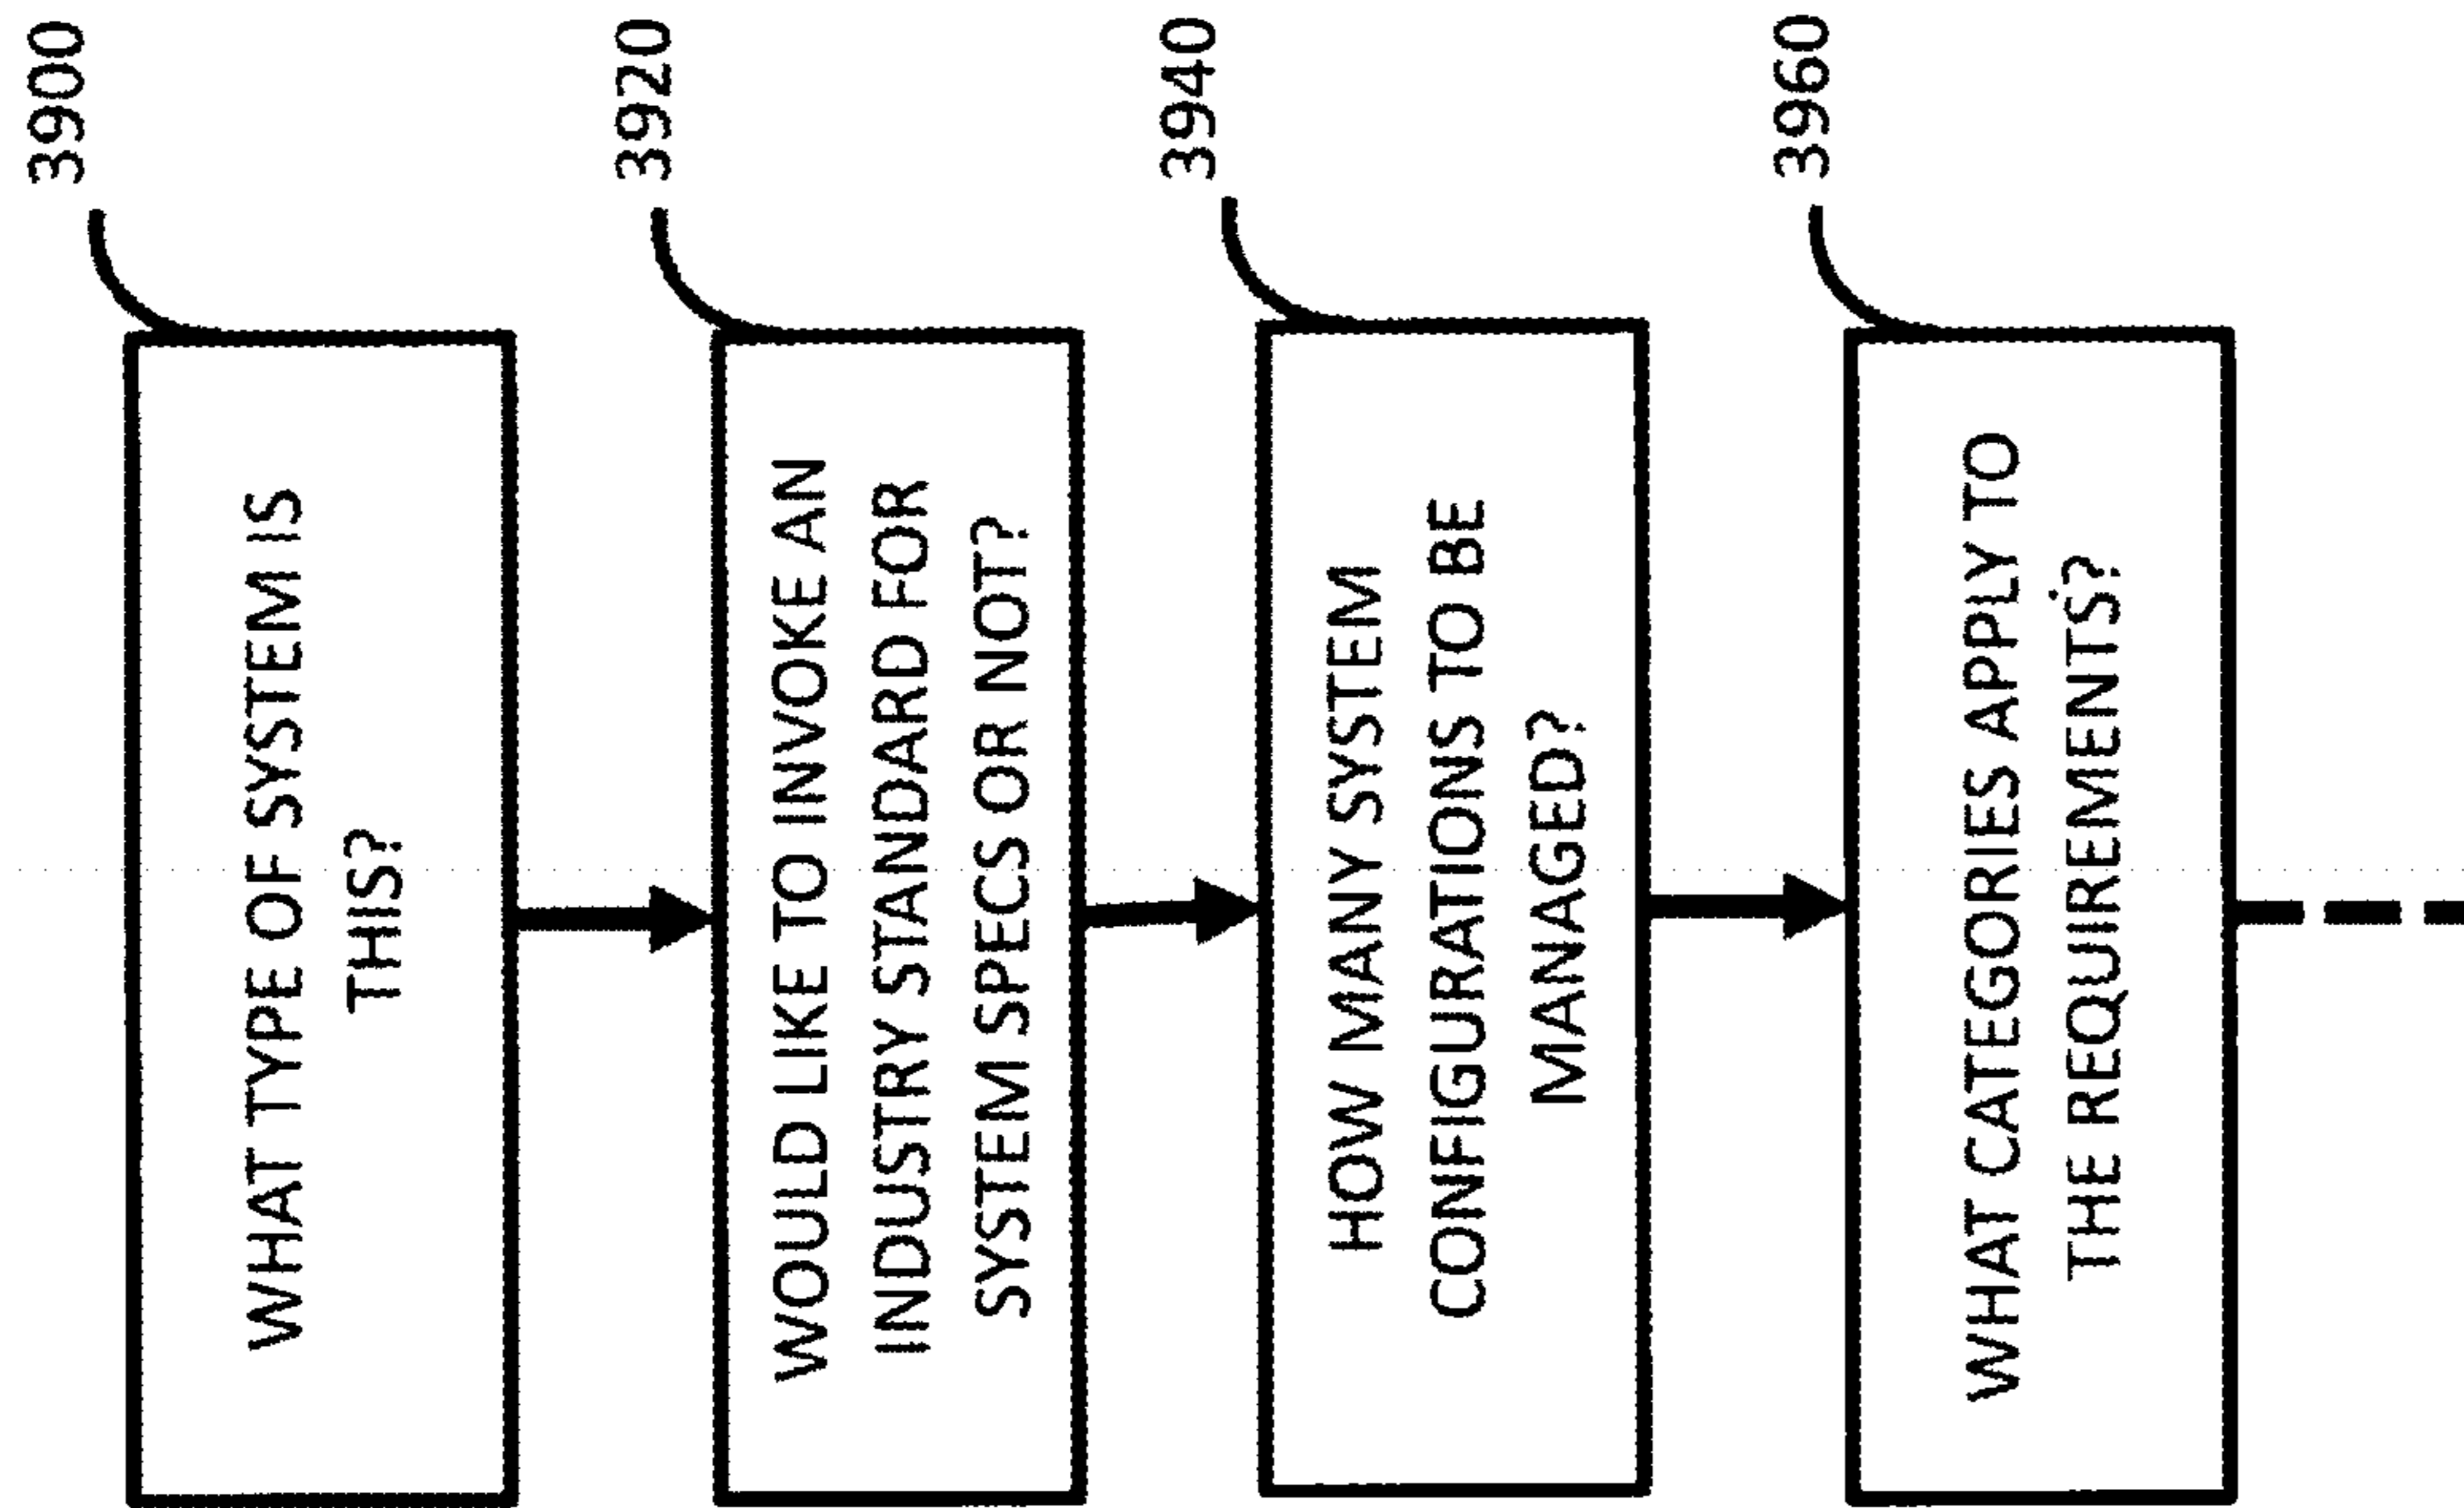 3900
WHAT TYPE OF SYSTEM IS
THIS?
3920
WOULD LIKE TO INVOKE AN
INDUSTRY STANDARD FOR
SYSTEM SPECS OR NOT?
3940
HOW MANY SYSTEM
CONFIGURATIONS TO BE
MANAGED?
3960
WHAT CATEGORIES APPLY TO
THE REQUIREMENTS?